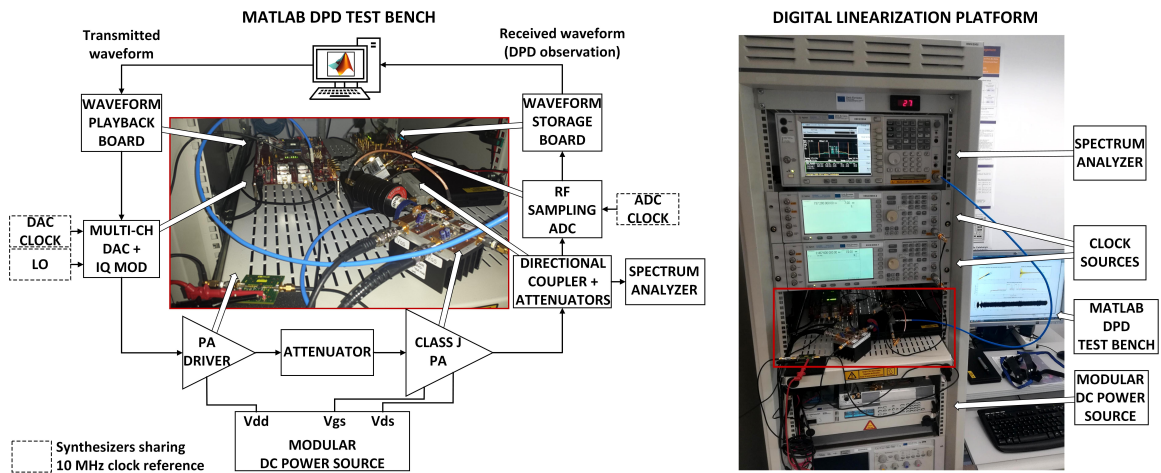 MATLAB DPD TEST BENCH
DIGITAL LINEARIZATION PLATFORM
Transmitted
waveform
Received waveform
(DPD observation)
WAVEFORM
PLAYBACK
BOARD
WAVEFORM
STORAGE
BOARD
DAC
CLOCK
LO
MULTI-CH
DAC +
IQ MOD
RF
SAMPLING
ADC
ADC
CLOCK
DIRECTIONAL
COUPLER +
ATTENUATORS
SPECTRUM
ANALYZER
PA
DRIVER
ATTENUATOR
CLASS J
PA
Vdd
Vgs
Vds
MODULAR
DC POWER SOURCE
Synthesizers sharing
10 MHz clock reference
27
SPECTRUM
ANALYZER
CLOCK
SOURCES
MATLAB
DPD
TEST BENCH
MODULAR
DC POWER
SOURCE